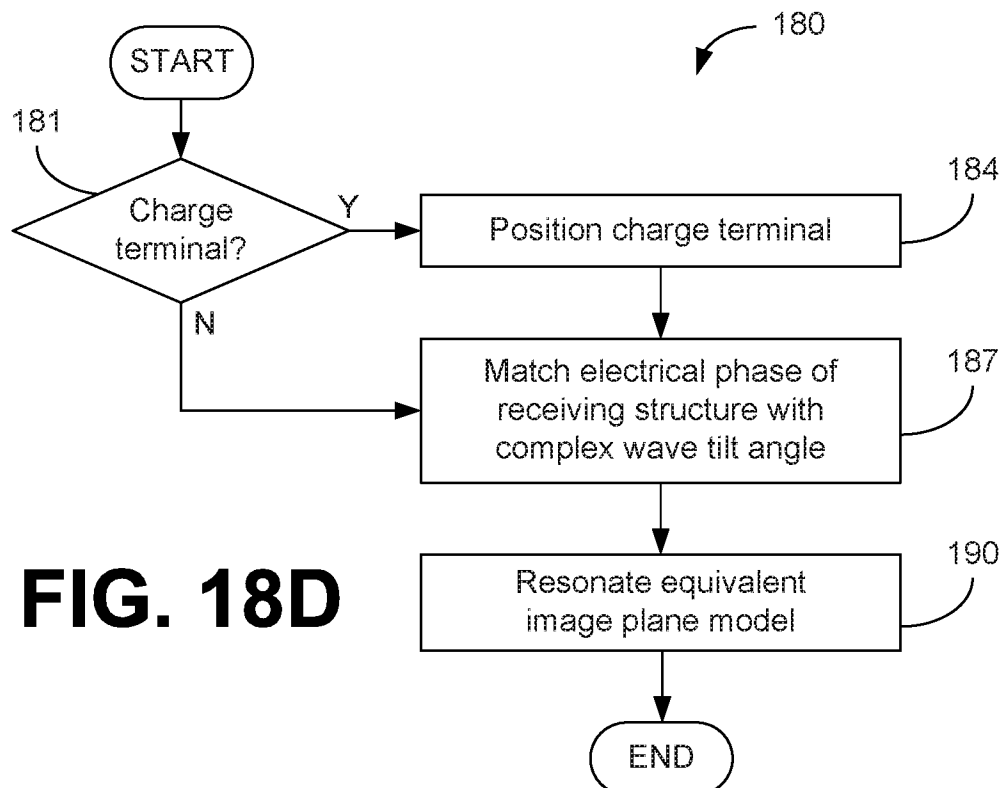 180
START
181
Charge
terminal?
Y
N
184
Position charge terminal
187
Match electrical phase of
receiving structure with
complex wave tilt angle
190
Resonate equivalent
image plane model
FIG. 18D
END